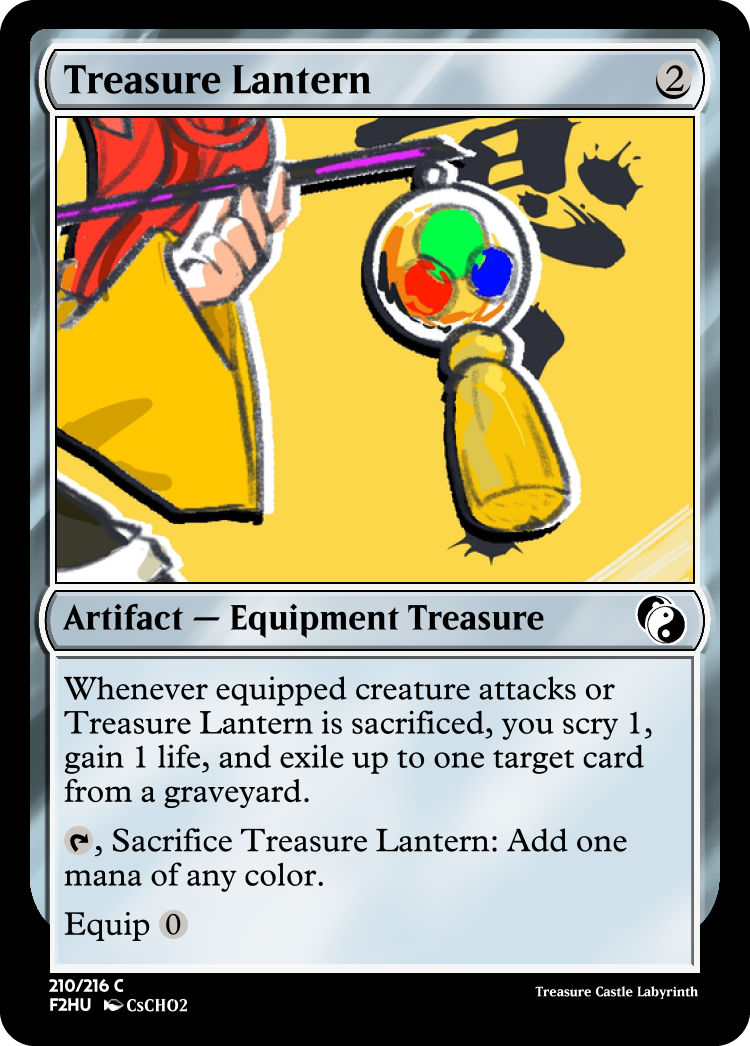 Treasure Lantern 2
Artifact — Equipment Treasure
Whenever equipped creature attacks or
Treasure Lantern is sacrificed, you scry 1,
gain 1 life, and exile up to one target card
from a graveyard.
, Sacrifice Treasure Lantern: Add one
mana of any color.
Equip 0
210/216 C
F2HU CsCHO2
Treasure Castle Labyrinth